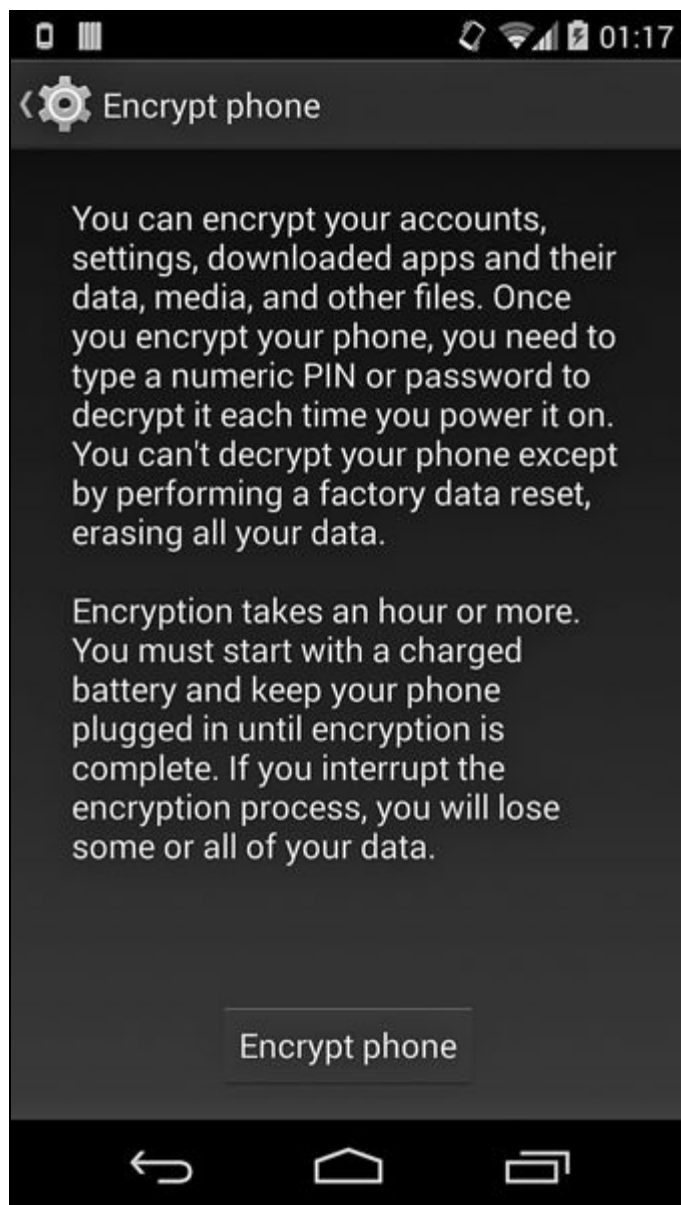 01:17
Encrypt phone
You can encrypt your accounts,
settings, downloaded apps and their
data, media, and other files. Once
you encrypt your phone, you need to
type a numeric PIN or password to
decrypt it each time you power it on.
You can't decrypt your phone except
by performing a factory data reset,
erasing all your data.
Encryption takes an hour or more.
You must start with a charged
battery and keep your phone
plugged in until encryption is
complete. If you interrupt the
encryption process, you will lose
some or all of your data.
Encrypt phone